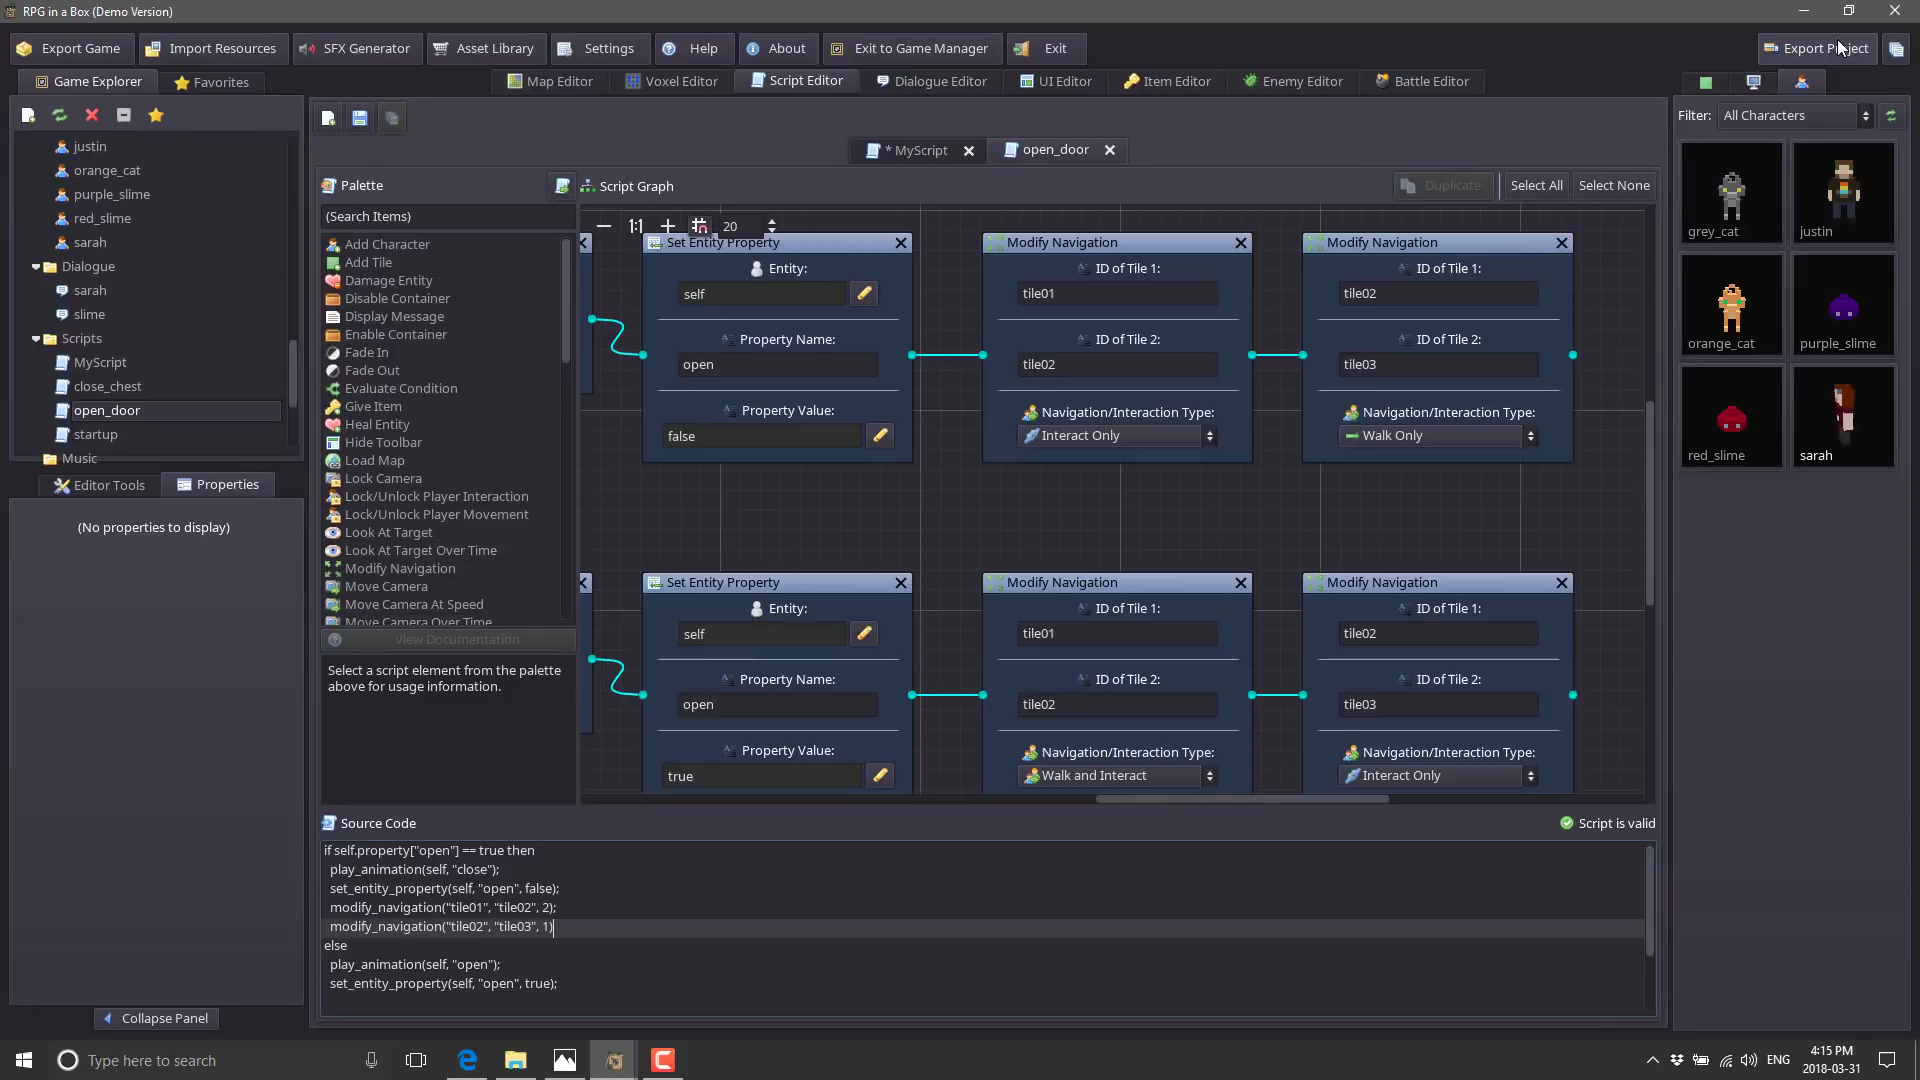 RPG in a Box (Demo Version)
Export Game
Import Resources
SFX Generator
Asset Library
Settings
Help
About
Exit to Game Manager
Exit
Export Project
Game Explorer
Favorites
Map Editor
Voxel Editor
Script Editor
Dialogue Editor
UI Editor
Item Editor
Enemy Editor
Battle Editor
justin
orange_cat
purple_slime
red_slime
sarah
Dialogue
sarah
slime
Scripts
MyScript
close_chest
open_door
startup
Music
Editor Tools
Properties
(No properties to display)
Collapse Panel
* MyScript
open_door
Palette
(Search Items)
Add Character
Add Tile
Damage Entity
Disable Container
Display Message
Enable Container
Fade In
Fade Out
Evaluate Condition
Give Item
Heal Entity
Hide Toolbar
Load Map
Lock Camera
Lock/Unlock Player Interaction
Lock/Unlock Player Movement
Look At Target
Look At Target Over Time
Modify Navigation
Move Camera
Move Camera At Speed
Move Camera Over Time
View Documentation
Select a script element from the palette
above for usage information.
Script Graph
Duplicate
Select All
Select None
1:1
20
Set Entity Property
Entity:
self
Property Name:
open
Property Value:
false
Modify Navigation
ID of Tile 1:
tile01
ID of Tile 2:
tile02
Navigation/Interaction Type:
Interact Only
Modify Navigation
ID of Tile 1:
tile02
ID of Tile 2:
tile03
Navigation/Interaction Type:
Walk Only
Set Entity Property
Entity:
self
Property Name:
open
Property Value:
true
Modify Navigation
ID of Tile 1:
tile01
ID of Tile 2:
tile02
Navigation/Interaction Type:
Walk and Interact
Modify Navigation
ID of Tile 1:
tile02
ID of Tile 2:
tile03
Navigation/Interaction Type:
Interact Only
Source Code
Script is valid
if self.property["open"] == true then
play_animation(self, "close");
set_entity_property(self, "open", false);
modify_navigation("tile01", "tile02", 2);
modify_navigation("tile02", "tile03", 1)
else
play_animation(self, "open");
set_entity_property(self, "open", true);
Filter:
All Characters
grey_cat
justin
orange_cat
purple_slime
red_slime
sarah
Type here to search
ENG
4:15 PM
2018-03-31